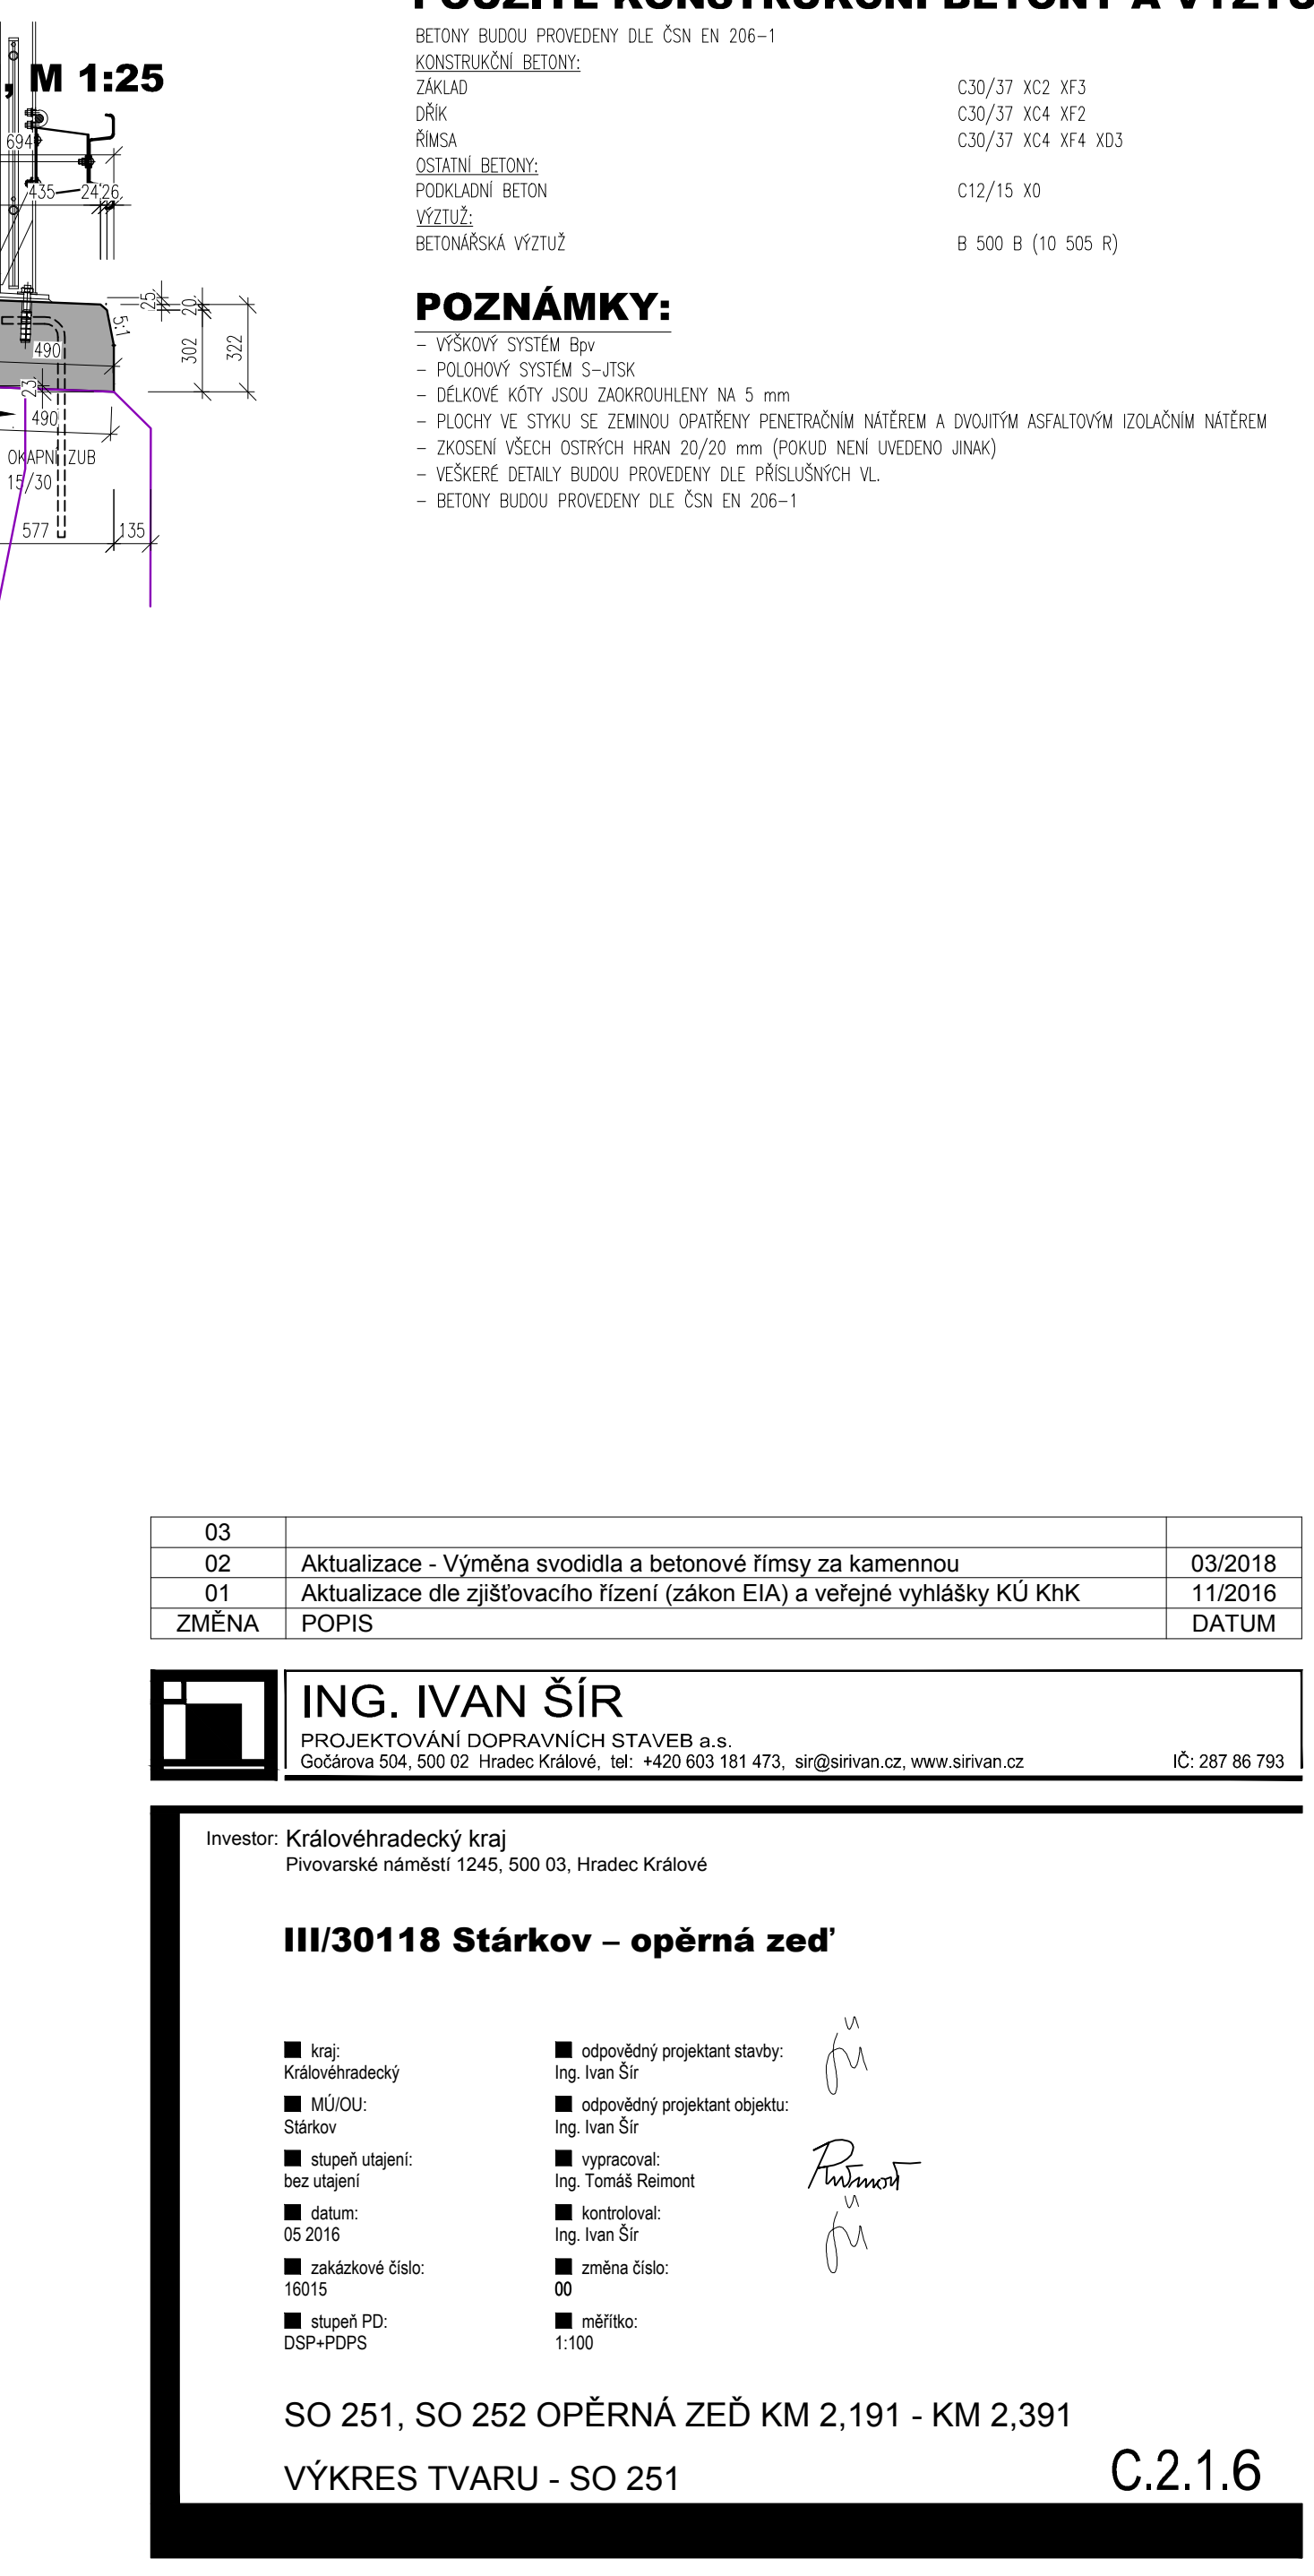 POUŽITÉ KONSTRUKČNÍ BETONY A VÝZTU
BETONY BUDOU PROVEDENY DLE ČSN EN 206-1
KONSTRUKČNÍ BETONY:
ZÁKLAD C30/37 XC2 XF3
DŘÍK C30/37 XC4 XF2
ŘÍMSA C30/37 XC4 XF4 XD3
OSTATNÍ BETONY:
PODKLADNÍ BETON C12/15 X0
VÝZTUŽ:
BETONÁŘSKÁ VÝZTUŽ B 500 B (10 505 R)
, M 1:25
694
435 24 26
25 20
5:1
302 322
490
23
490
OKAPNÍ ZUB
15/30
577 135
POZNÁMKY:
– VÝŠKOVÝ SYSTÉM Bpv
– POLOHOVÝ SYSTÉM S-JTSK
– DÉLKOVÉ KÓTY JSOU ZAOKROUHLENY NA 5 mm
– PLOCHY VE STYKU SE ZEMINOU OPATŘENY PENETRAČNÍM NÁTĚREM A DVOJITÝM ASFALTOVÝM IZOLAČNÍM NÁTĚREM
– ZKOSENÍ VŠECH OSTRÝCH HRAN 20/20 mm (POKUD NENÍ UVEDENO JINAK)
– VEŠKERÉ DETAILY BUDOU PROVEDENY DLE PŘÍSLUŠNÝCH VL.
– BETONY BUDOU PROVEDENY DLE ČSN EN 206-1
03
02 Aktualizace - Výměna svodidla a betonové římsy za kamennou 03/2018
01 Aktualizace dle zjišťovacího řízení (zákon EIA) a veřejné vyhlášky KÚ KhK 11/2016
ZMĚNA POPIS DATUM
ING. IVAN ŠÍR
PROJEKTOVÁNÍ DOPRAVNÍCH STAVEB a.s.
Gočárova 504, 500 02 Hradec Králové, tel: +420 603 181 473, sir@sirivan.cz, www.sirivan.cz IČ: 287 86 793
Investor: Královéhradecký kraj
Pivovarské náměstí 1245, 500 03, Hradec Králové
III/30118 Stárkov – opěrná zeď
kraj: odpovědný projektant stavby:
Královéhradecký Ing. Ivan Šír
MÚ/OU: odpovědný projektant objektu:
Stárkov Ing. Ivan Šír
stupeň utajení: vypracoval:
bez utajení Ing. Tomáš Reimont
datum: kontroloval:
05 2016 Ing. Ivan Šír
zakázkové číslo: změna číslo:
16015 00
stupeň PD: měřítko:
DSP+PDPS 1:100
SO 251, SO 252 OPĚRNÁ ZEĎ KM 2,191 - KM 2,391
VÝKRES TVARU - SO 251 C.2.1.6